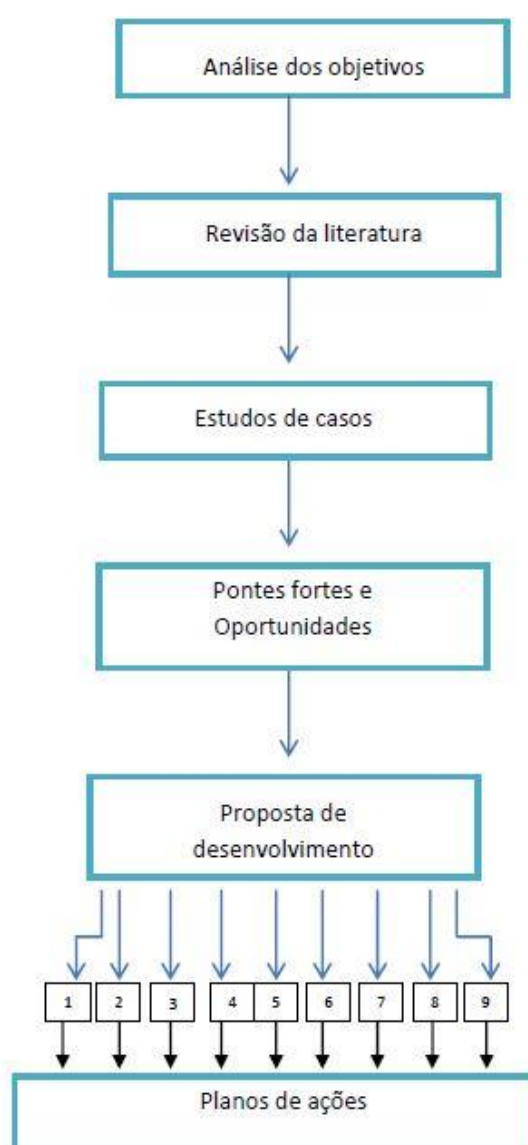 Análise dos objetivos
Revisão da literatura
Estudos de casos
Pontes fortes e
Oportunidades
Proposta de
desenvolvimento
1 2 3 4 5 6 7 8 9
Planos de ações